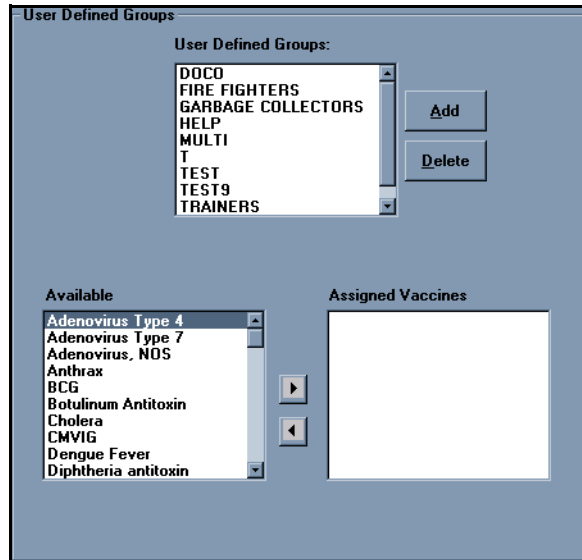 User Defined Groups
User Defined Groups:
DOCO
FIRE FIGHTERS
GARBAGE COLLECTORS
HELP
MULTI
T
TEST
TEST9
TRAINERS
Add
Delete
Available
Adenovirus Type 4
Adenovirus Type 7
Adenovirus, NOS
Anthrax
BCG
Botulinum Antitoxin
Cholera
CMVIG
Dengue Fever
Diphtheria antitoxin
Assigned Vaccines